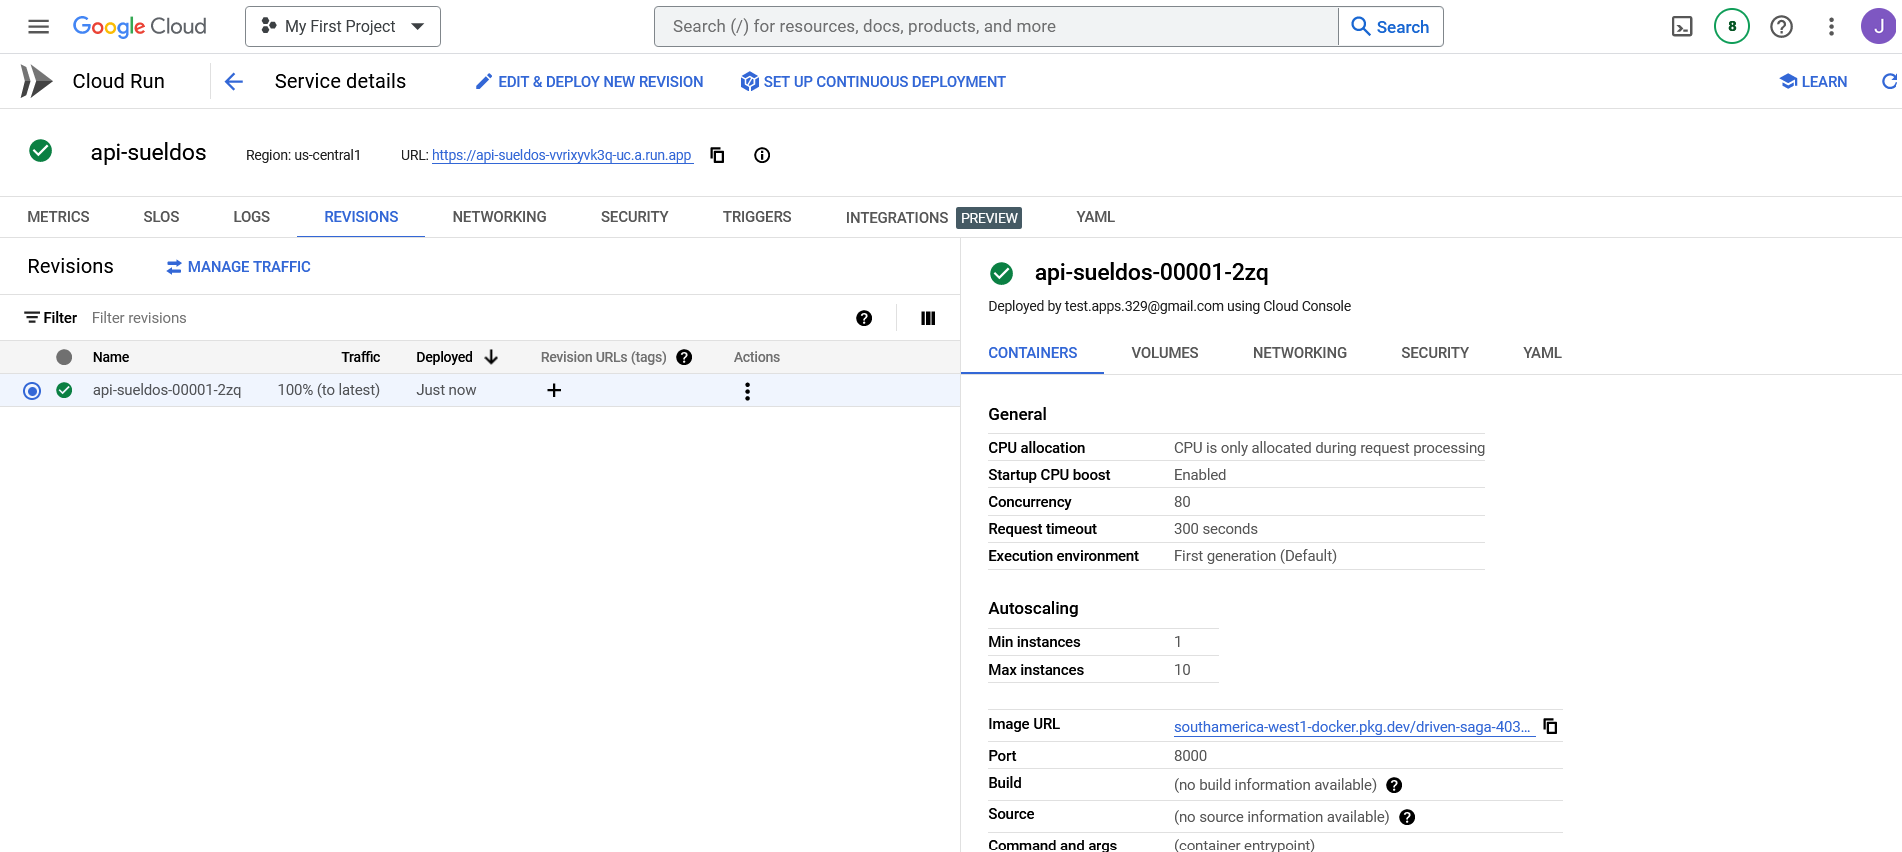 Google Cloud
My First Project
Search (/) for resources, docs, products, and more
Search
8
J
Cloud Run
Service details
EDIT & DEPLOY NEW REVISION
SET UP CONTINUOUS DEPLOYMENT
LEARN
api-sueldos
Region: us-central1
URL: https://api-sueldos-vvrixyvk3q-uc.a.run.app
METRICS
SLOS
LOGS
REVISIONS
NETWORKING
SECURITY
TRIGGERS
INTEGRATIONS PREVIEW
YAML
Revisions
MANAGE TRAFFIC
Filter Filter revisions
Name Traffic Deployed Revision URLs (tags) Actions
api-sueldos-00001-2zq 100% (to latest) Just now
api-sueldos-00001-2zq
Deployed by test.apps.329@gmail.com using Cloud Console
CONTAINERS
VOLUMES
NETWORKING
SECURITY
YAML
General
CPU allocation CPU is only allocated during request processing
Startup CPU boost Enabled
Concurrency 80
Request timeout 300 seconds
Execution environment First generation (Default)
Autoscaling
Min instances 1
Max instances 10
Image URL southamerica-west1-docker.pkg.dev/driven-saga-403...
Port 8000
Build (no build information available)
Source (no source information available)
Command and args (container entrypoint)